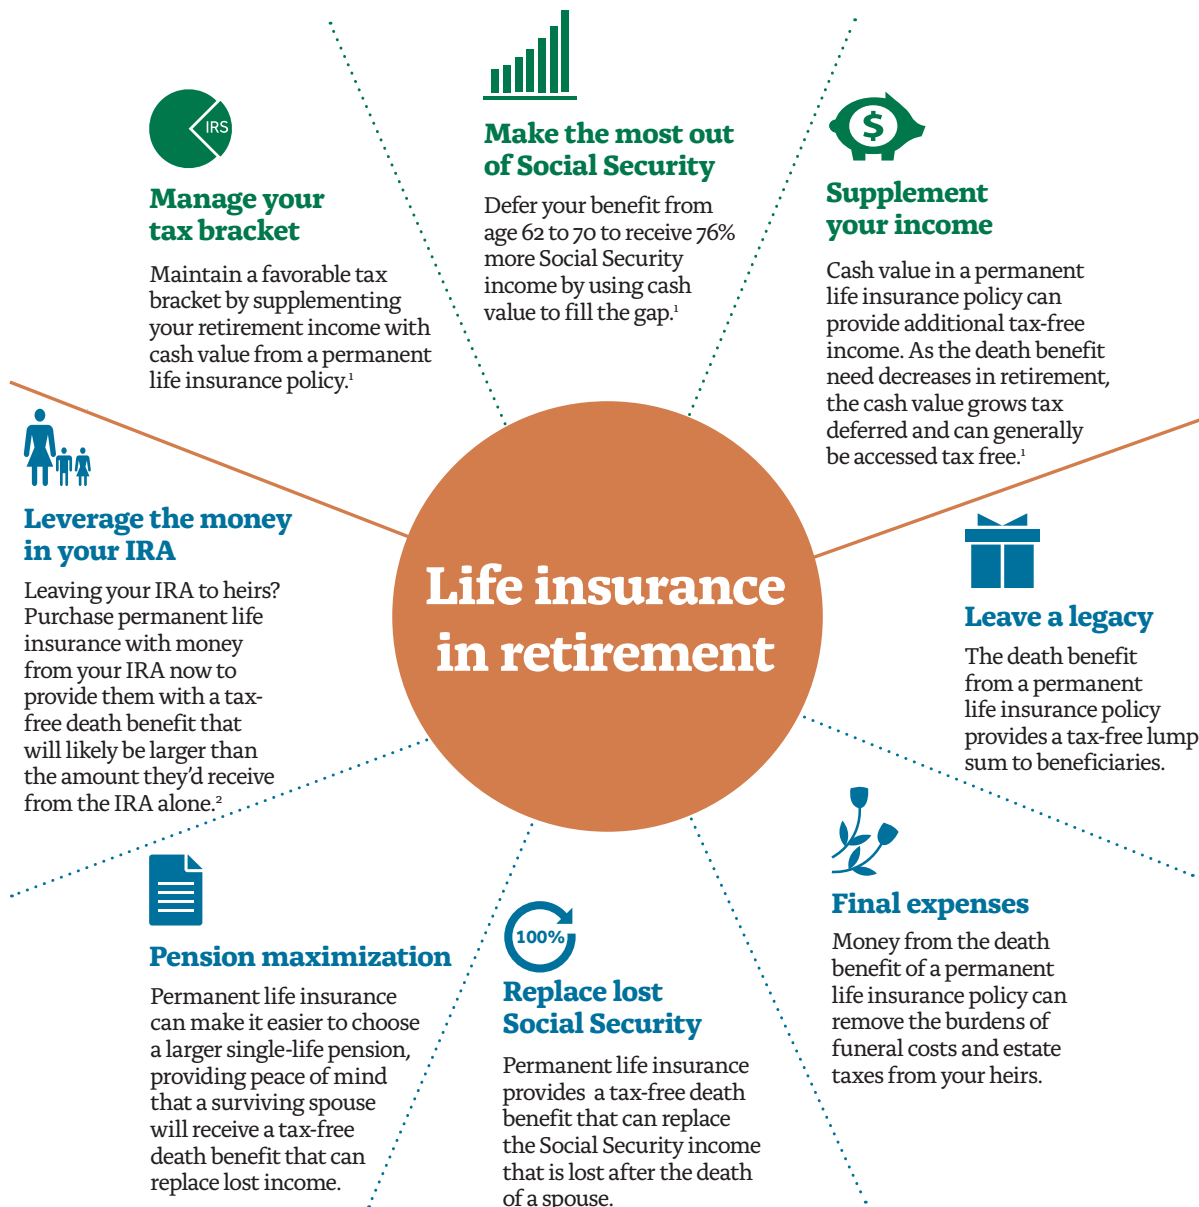 IRS
Manage your
tax bracket
Maintain a favorable tax
bracket by supplementing
your retirement income with
cash value from a permanent
life insurance policy.¹
Make the most out
of Social Security
Defer your benefit from
age 62 to 70 to receive 76%
more Social Security
income by using cash
value to fill the gap.¹
$
Supplement
your income
Cash value in a permanent
life insurance policy can
provide additional tax-free
income. As the death benefit
need decreases in retirement,
the cash value grows tax
deferred and can generally
be accessed tax free.¹
Life insurance
in retirement
Leverage the money
in your IRA
Leaving your IRA to heirs?
Purchase permanent life
insurance with money
from your IRA now to
provide them with a tax-
free death benefit that
will likely be larger than
the amount they’d receive
from the IRA alone.²
Leave a legacy
The death benefit
from a permanent
life insurance policy
provides a tax-free lump
sum to beneficiaries.
Pension maximization
Permanent life insurance
can make it easier to choose
a larger single-life pension,
providing peace of mind
that a surviving spouse
will receive a tax-free
death benefit that can
replace lost income.
100%
Replace lost
Social Security
Permanent life insurance
provides a tax-free death
benefit that can replace
the Social Security income
that is lost after the death
of a spouse.
Final expenses
Money from the death
benefit of a permanent
life insurance policy can
remove the burdens of
funeral costs and estate
taxes from your heirs.